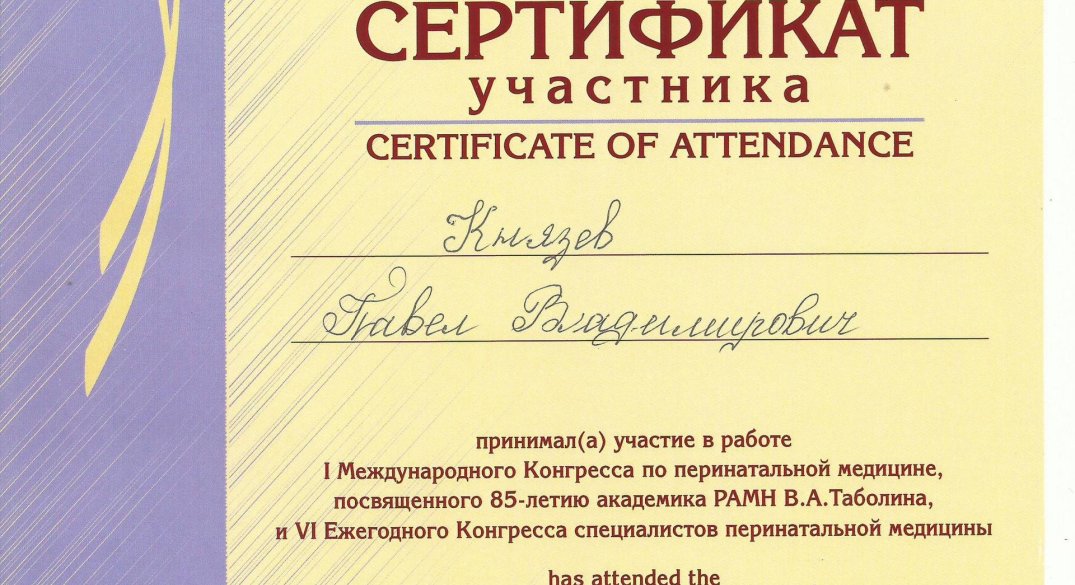 СЕРТИФИКАТ
участника
CERTIFICATE OF ATTENDANCE
Князев
Павел Владимирович
принимал(а) участие в работе
I Международного Конгресса по перинатальной медицине,
посвященного 85-летию академика РАМН В.А.Таболина,
и VI Ежегодного Конгресса специалистов перинатальной медицины
has attended the